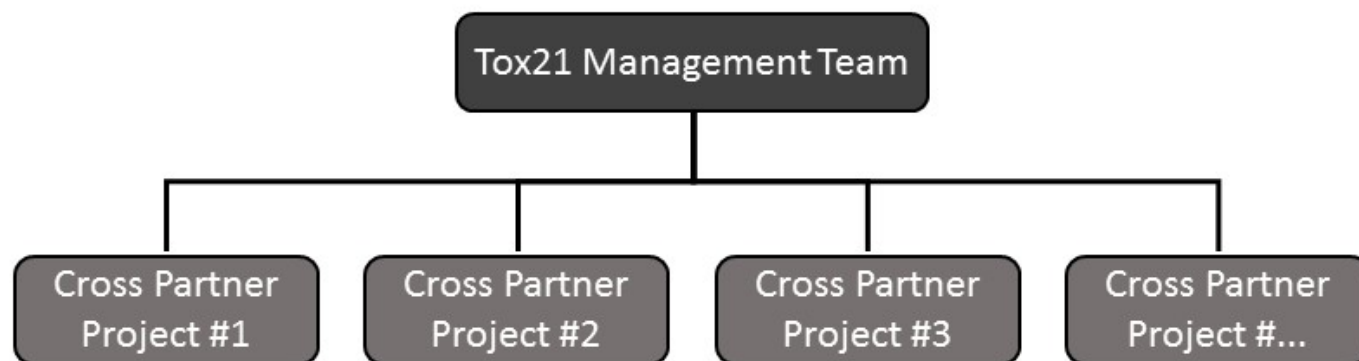 Tox21 Management Team
Cross Partner
Project #1
Cross Partner
Project #2
Cross Partner
Project #3
Cross Partner
Project #...